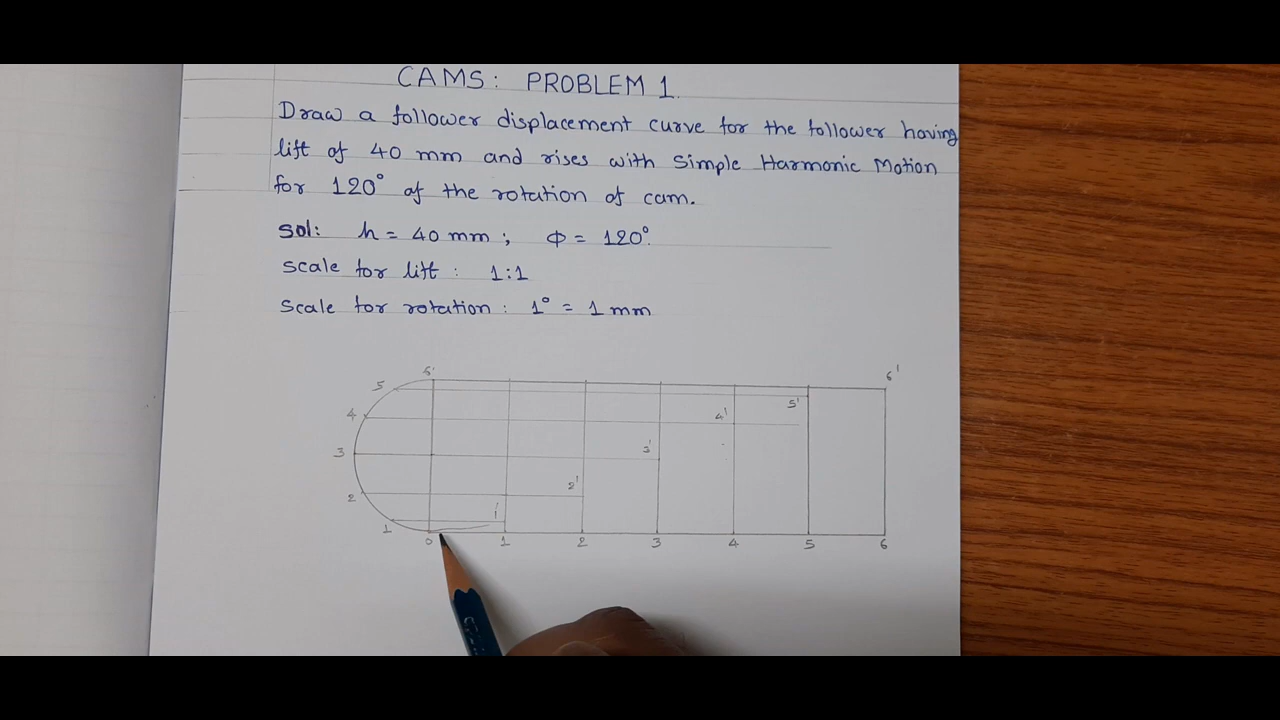 CAMS: PROBLEM 1.
Draw a follower displacement curve for the follower having
lift of 40 mm and rises with Simple Harmonic Motion
for 120° of the rotation of cam.
Sol: h = 40 mm; Φ = 120°.
Scale for lift : 1:1
Scale for rotation : 1° = 1 mm
6' 6'
5 5'
4 4'
3 3'
2 2'
1 1'
0 1 2 3 4 5 6